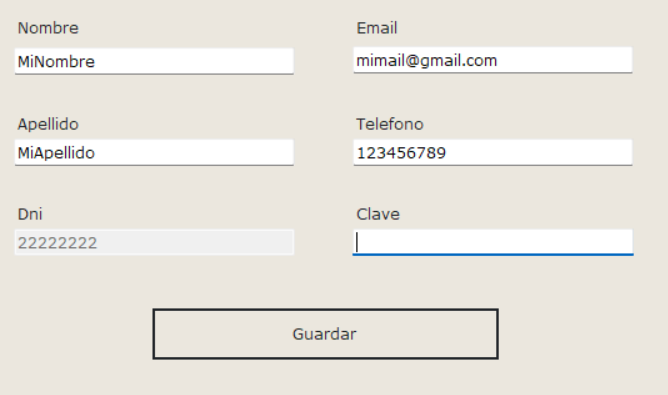 Nombre
MiNombre
Email
mimail@gmail.com
Apellido
MiApellido
Telefono
123456789
Dni
22222222
Clave
Guardar